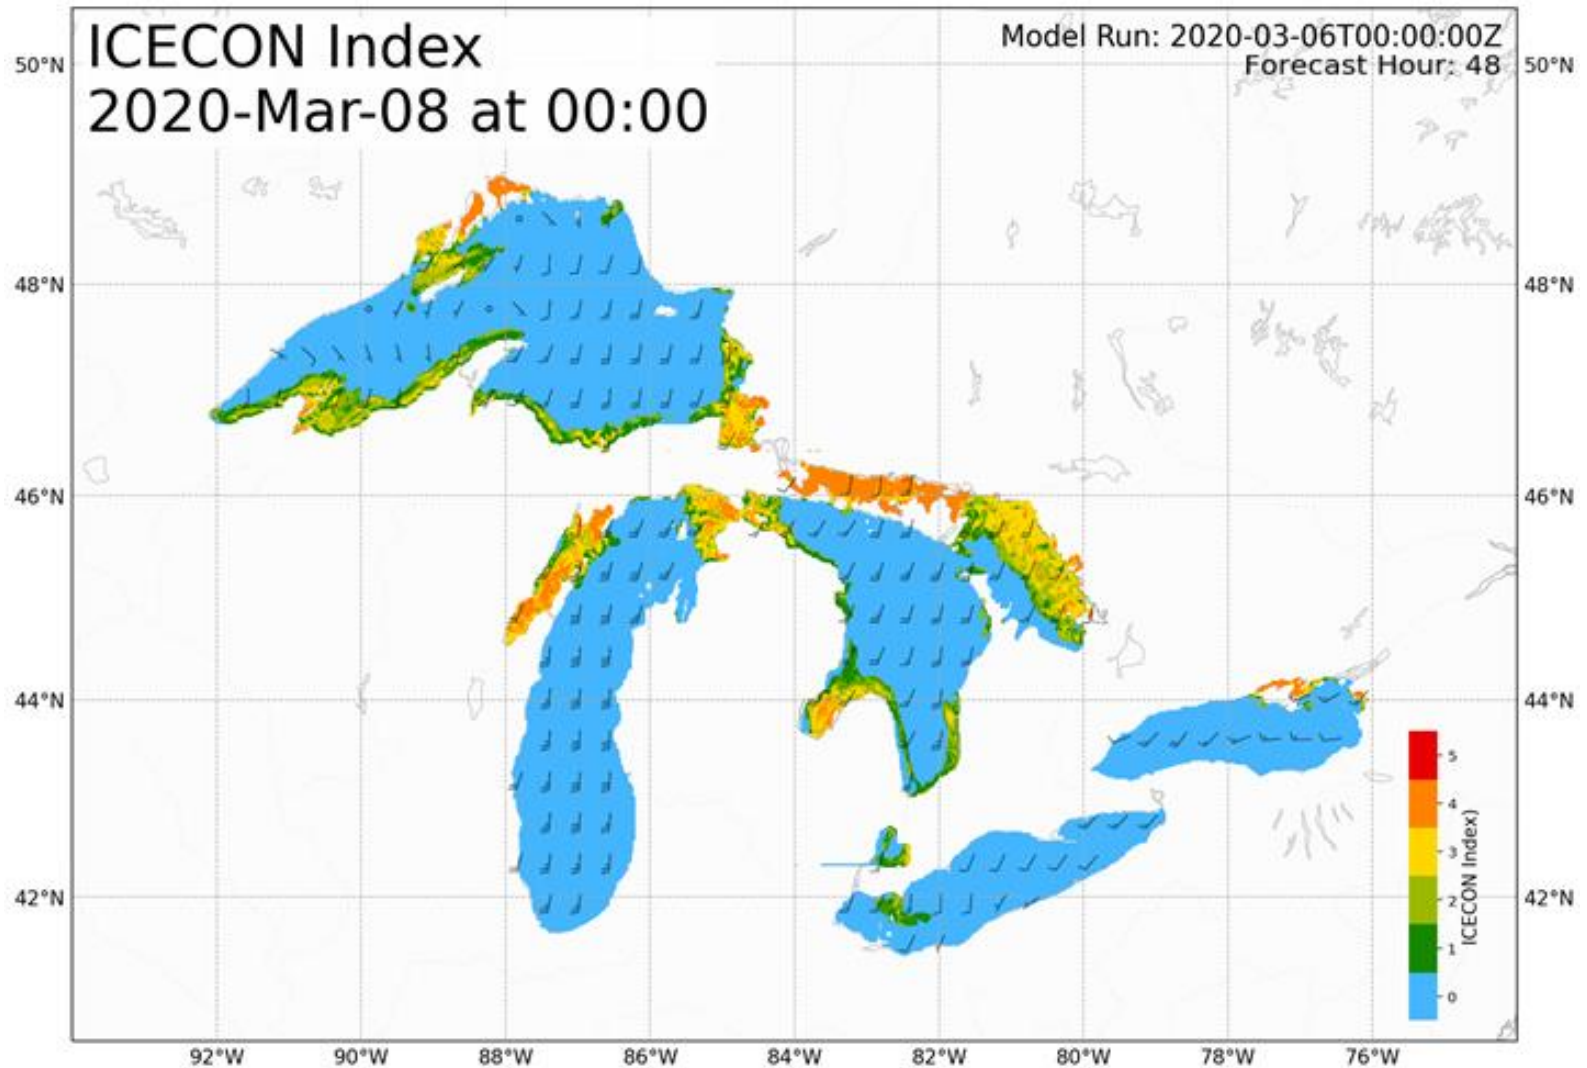 ICECON Index
2020-Mar-08 at 00:00
Model Run: 2020-03-06T00:00:00Z
Forecast Hour: 48
50°N
50°N
48°N
48°N
46°N
46°N
44°N
44°N
42°N
42°N
5
4
3
2
1
0
ICECON Index)
92°W
90°W
88°W
86°W
84°W
82°W
80°W
78°W
76°W